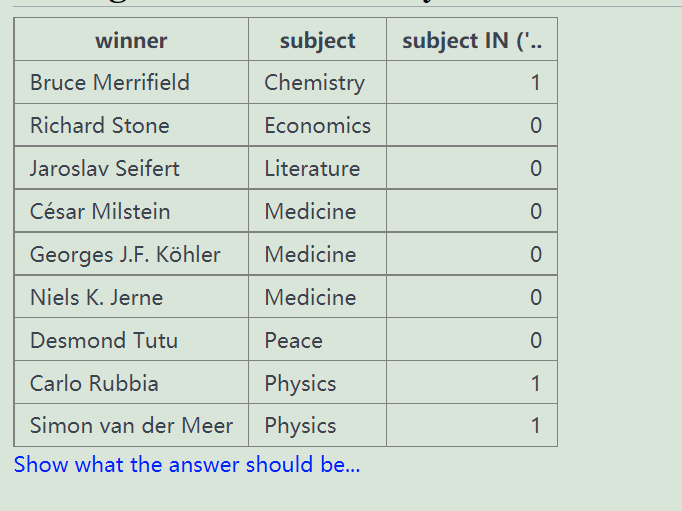 winner subject subject IN ('..
Bruce Merrifield Chemistry 1
Richard Stone Economics 0
Jaroslav Seifert Literature 0
César Milstein Medicine 0
Georges J.F. Köhler Medicine 0
Niels K. Jerne Medicine 0
Desmond Tutu Peace 0
Carlo Rubbia Physics 1
Simon van der Meer Physics 1
Show what the answer should be...